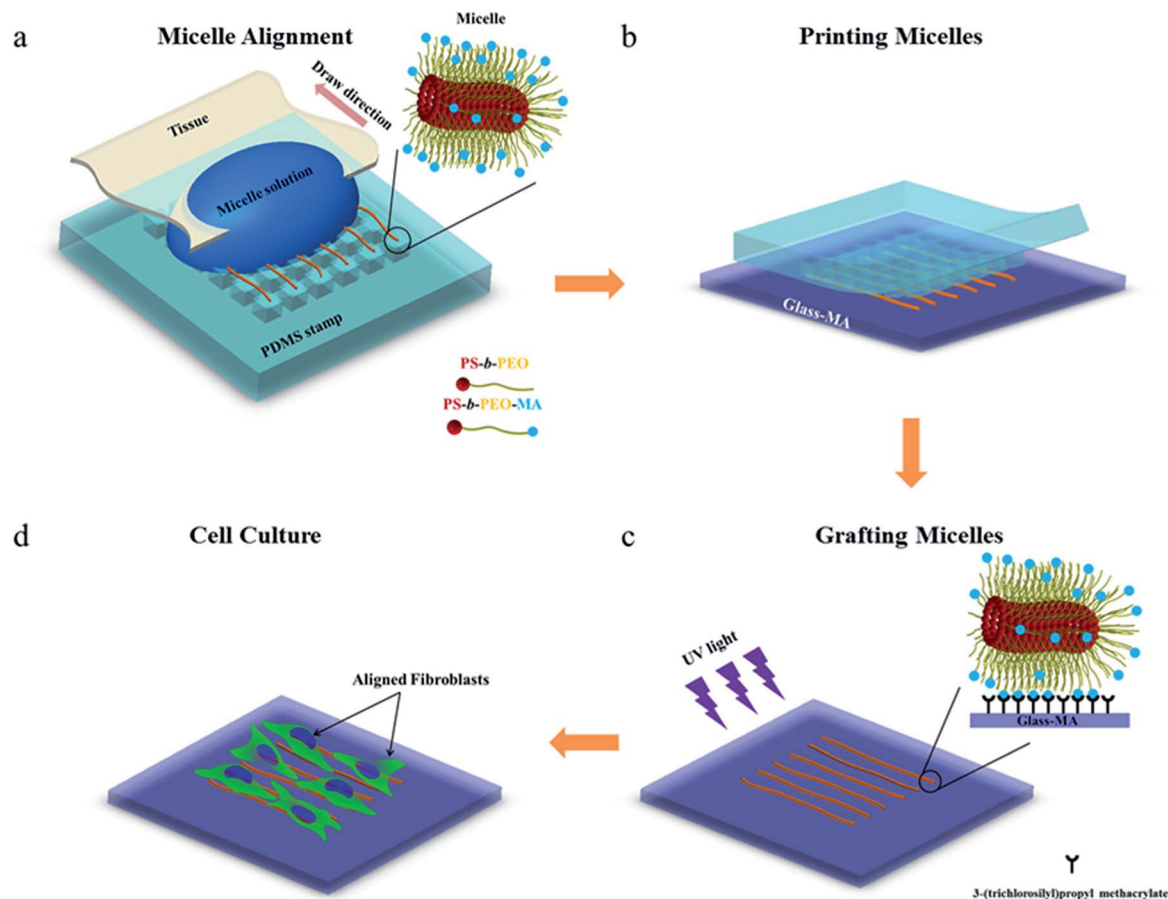 a
Micelle Alignment
Micelle
Draw direction
Tissue
Micelle solution
PDMS stamp
PS-b-PEO
PS-b-PEO-MA
b
Printing Micelles
Glass-MA
d
Cell Culture
Aligned Fibroblasts
c
Grafting Micelles
UV light
Glass-MA
3-(trichlorosilyl)propyl methacrylate